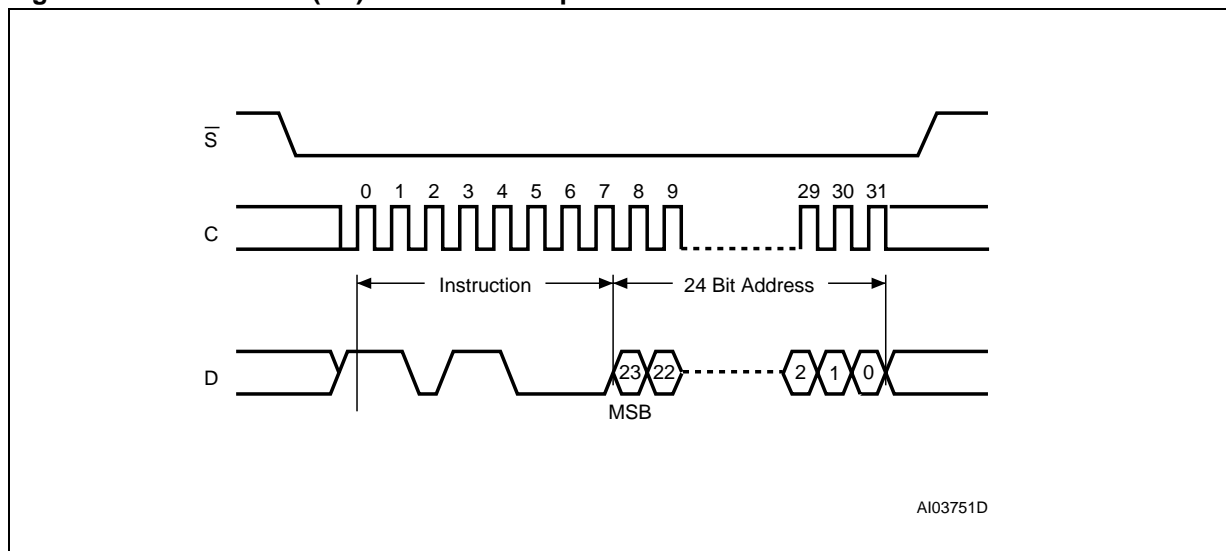 S̅
0 1 2 3 4 5 6 7 8 9 29 30 31
C
Instruction 24 Bit Address
D
23 22 2 1 0
MSB
AI03751D